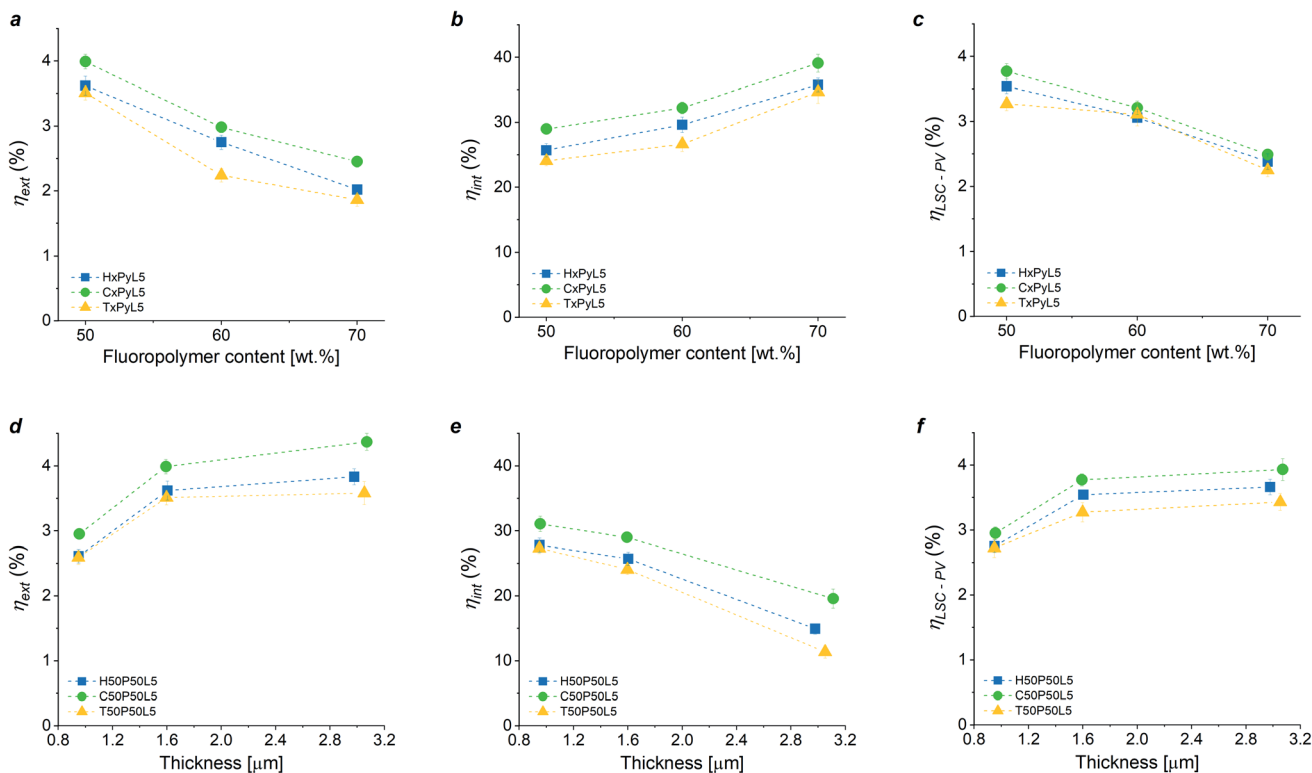 a
η_ext (%)
4
3
2
1
0
HxPyL5
CxPyL5
TxPyL5
50 60 70
Fluoropolymer content [wt.%]
b
η_int (%)
40
30
20
10
0
HxPyL5
CxPyL5
TxPyL5
50 60 70
Fluoropolymer content [wt.%]
c
η_LSC - PV (%)
4
3
2
1
0
HxPyL5
CxPyL5
TxPyL5
50 60 70
Fluoropolymer content [wt.%]
d
η_ext (%)
4
3
2
1
0
H50P50L5
C50P50L5
T50P50L5
0.8 1.2 1.6 2.0 2.4 2.8 3.2
Thickness [μm]
e
η_int (%)
40
30
20
10
0
H50P50L5
C50P50L5
T50P50L5
0.8 1.2 1.6 2.0 2.4 2.8 3.2
Thickness [μm]
f
η_LSC - PV (%)
4
3
2
1
0
H50P50L5
C50P50L5
T50P50L5
0.8 1.2 1.6 2.0 2.4 2.8 3.2
Thickness [μm]